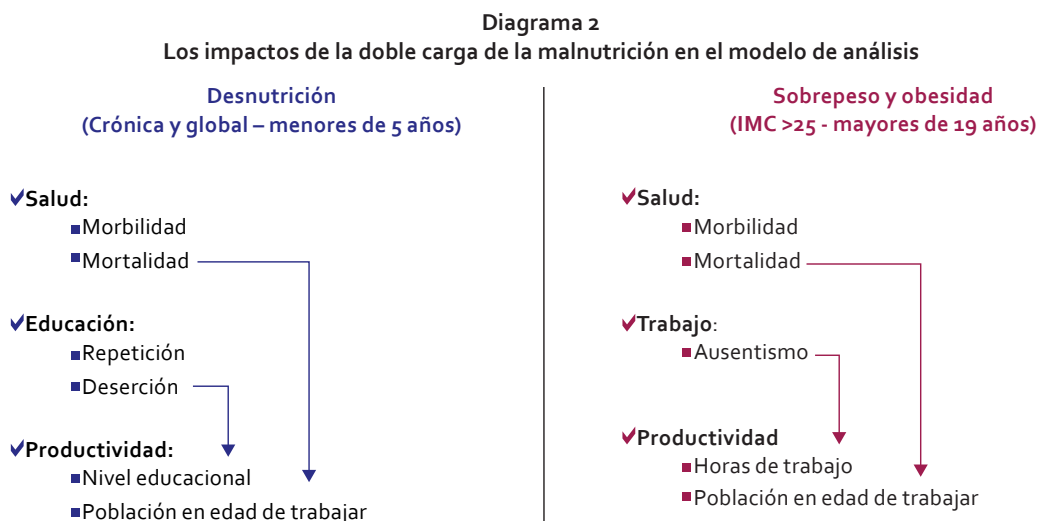 Diagrama 2
Los impactos de la doble carga de la malnutrición en el modelo de análisis
Desnutrición
(Crónica y global – menores de 5 años)
Salud:
Morbilidad
Mortalidad
Educación:
Repetición
Deserción
Productividad:
Nivel educacional
Población en edad de trabajar
Sobrepeso y obesidad
(IMC >25 - mayores de 19 años)
Salud:
Morbilidad
Mortalidad
Trabajo:
Ausentismo
Productividad
Horas de trabajo
Población en edad de trabajar